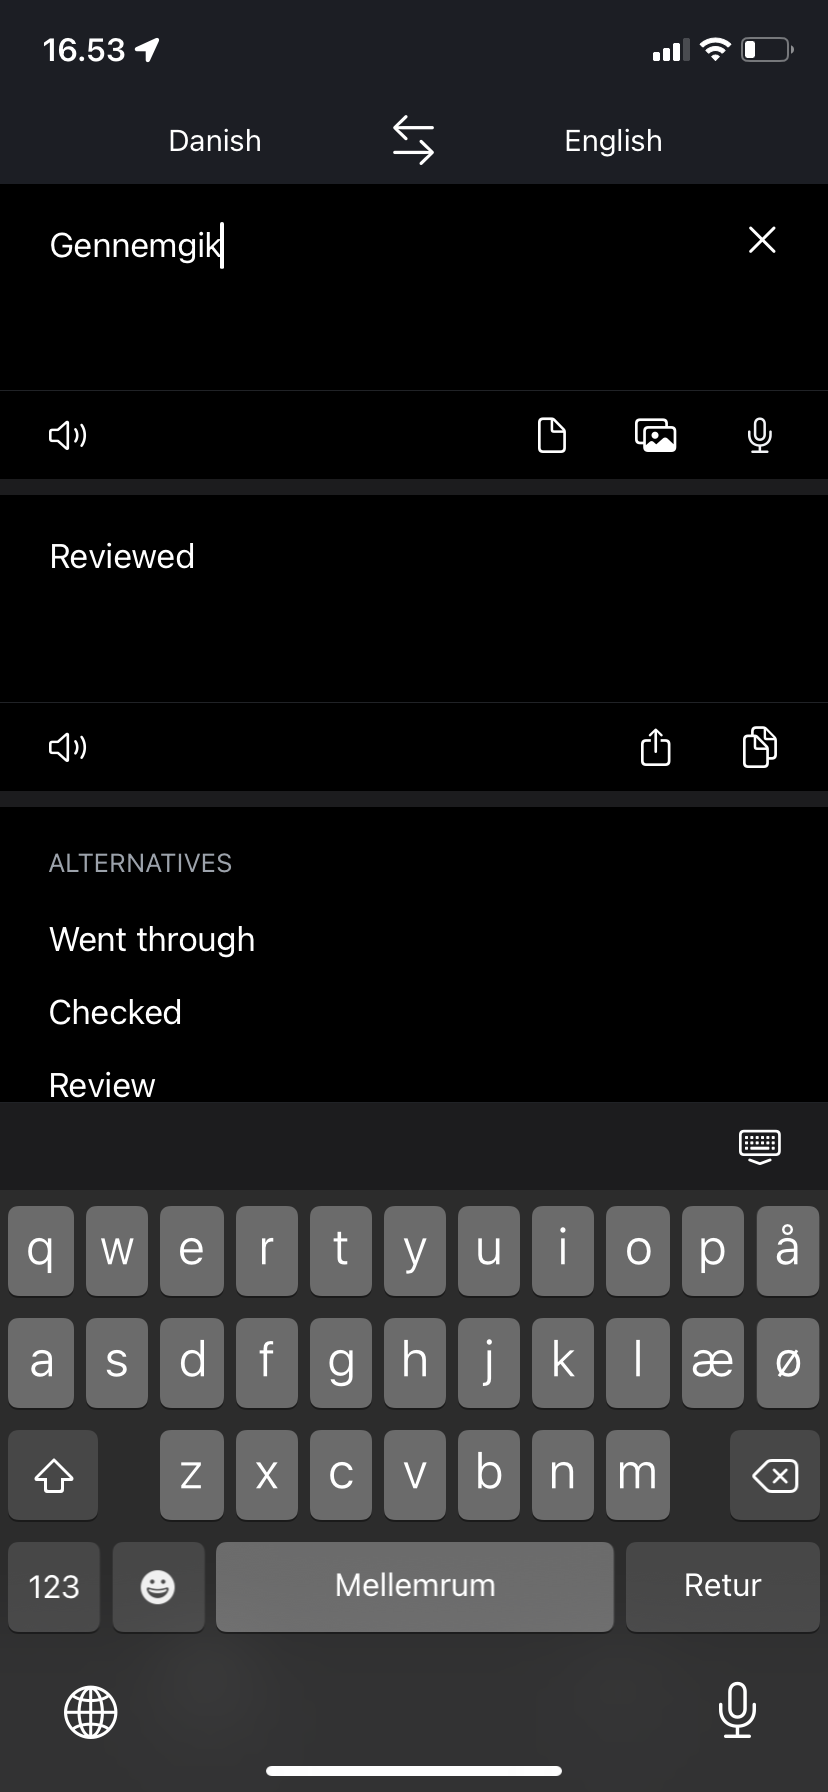 16.53
Danish English
Gennemgik
Reviewed
ALTERNATIVES
Went through
Checked
Review
q w e r t y u i o p å
a s d f g h j k l æ ø
z x c v b n m
123 Mellemrum Retur